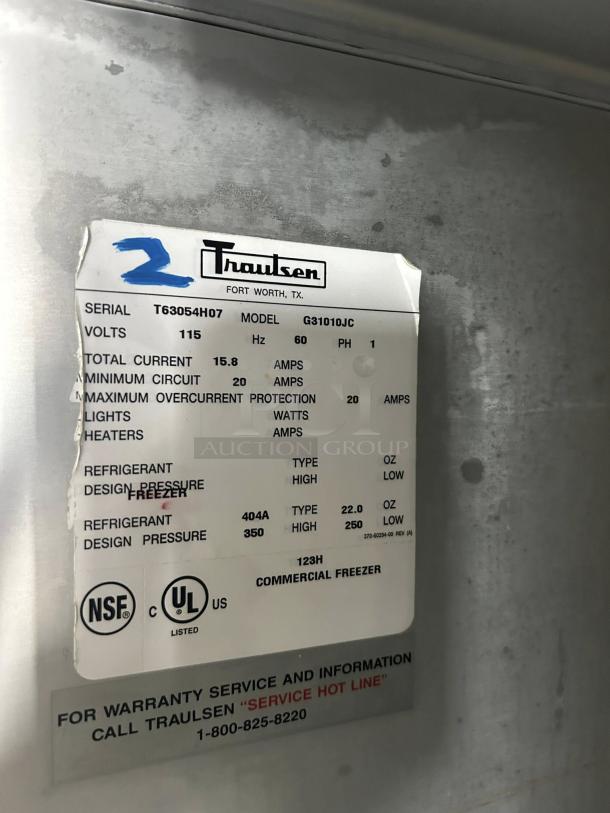 2
Traulsen
FORT WORTH, TX.
SERIAL T63054H07 MODEL G31010JC
VOLTS 115 Hz 60 PH 1
TOTAL CURRENT 15.8 AMPS
MINIMUM CIRCUIT 20 AMPS
MAXIMUM OVERCURRENT PROTECTION 20 AMPS
LIGHTS WATTS
HEATERS AMPS
AUCTION GROUP
REFRIGERANT TYPE OZ
DESIGN PRESSURE HIGH LOW
FREEZER
REFRIGERANT 404A TYPE 22.0 OZ
DESIGN PRESSURE 350 HIGH 250 LOW
REV (A)
123H
COMMERCIAL FREEZER
NSF®
C UL® US
LISTED
FOR WARRANTY SERVICE AND INFORMATION
CALL TRAULSEN "SERVICE HOT LINE"
1-800-825-8220